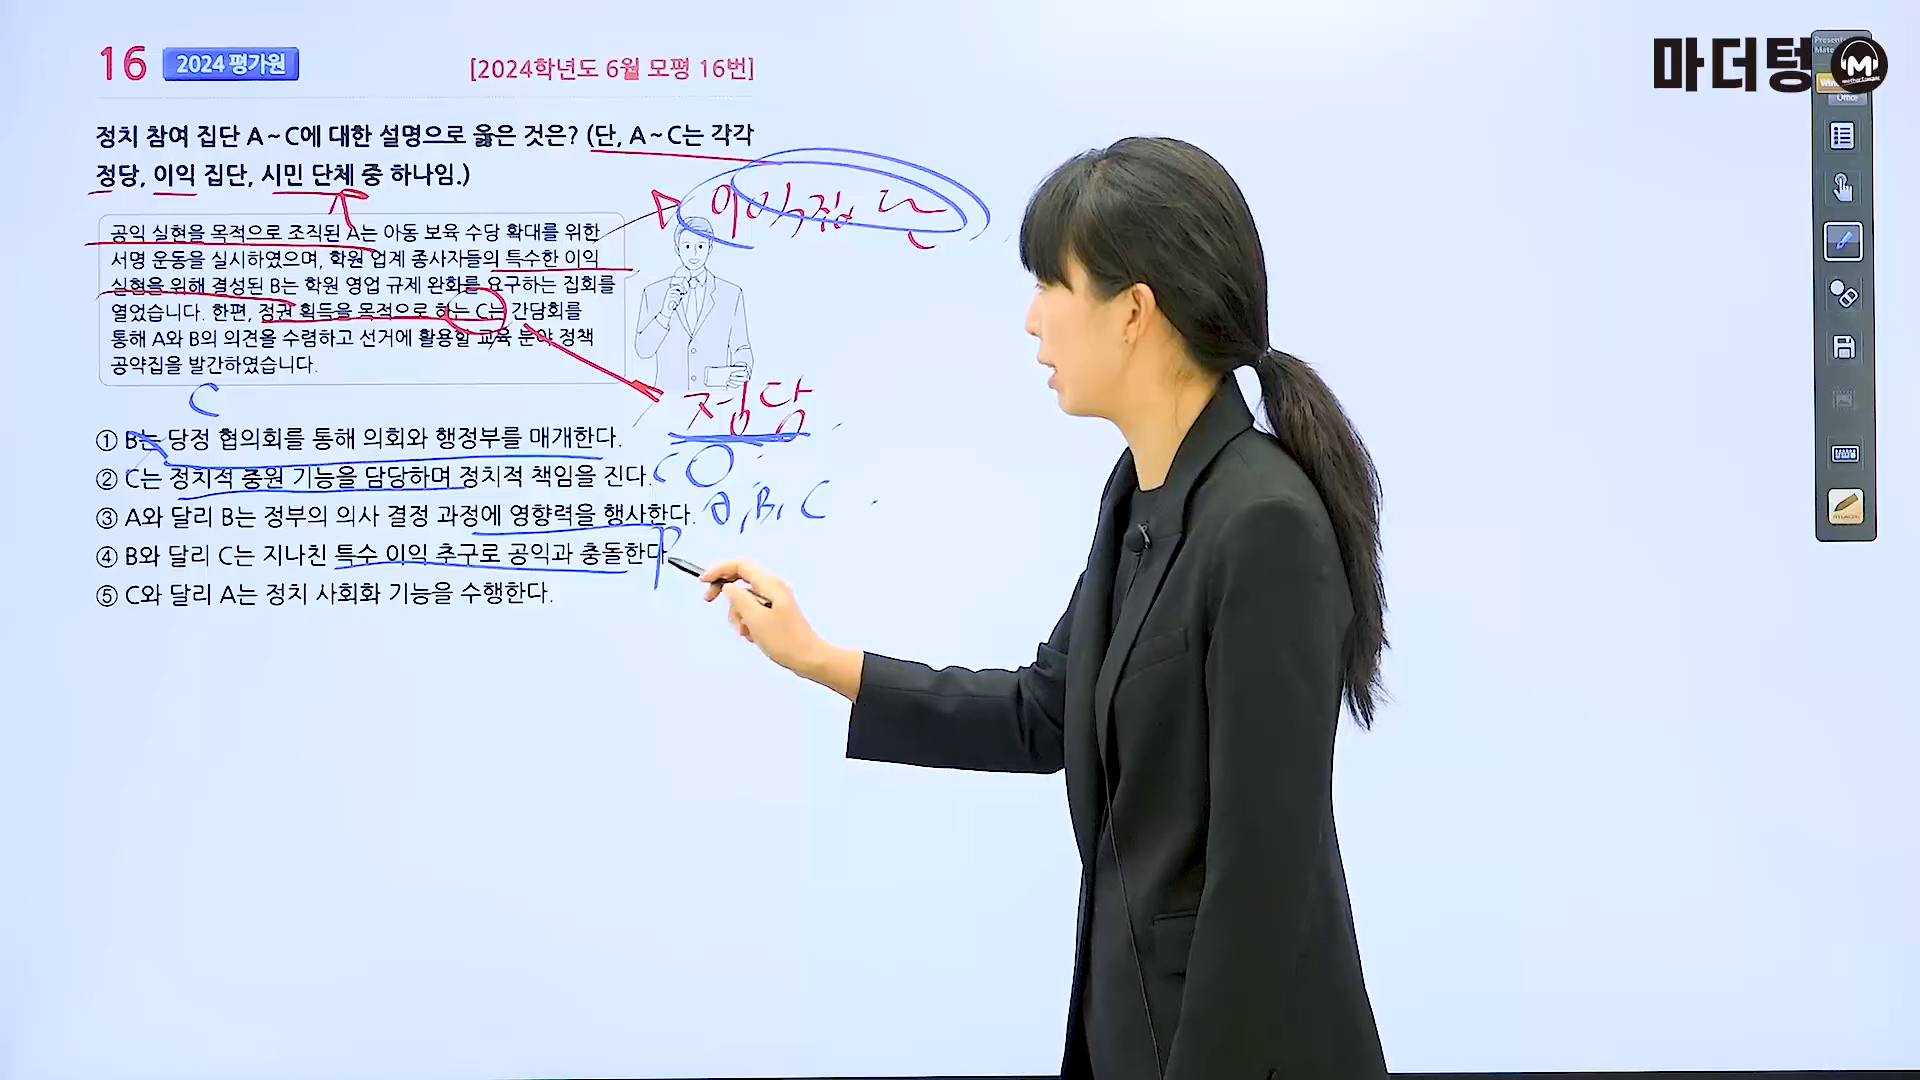 16 2024 평가원 [2024학년도 6월 모평 16번]
마더텅
정치 참여 집단 A~C에 대한 설명으로 옳은 것은? (단, A~C는 각각
정당, 이익 집단, 시민 단체 중 하나임.)
이익집단
공익 실현을 목적으로 조직된 A는 아동 보육 수당 확대를 위한
서명 운동을 실시하였으며, 학원 업계 종사자들의 특수한 이익
실현을 위해 결성된 B는 학원 영업 규제 완화를 요구하는 집회를
열었습니다. 한편, 정권 획득을 목적으로 하는 C는 간담회를
통해 A와 B의 의견을 수렴하고 선거에 활용할 교육 분야 정책
공약집을 발간하였습니다.
정당
C
① B는 당정 협의회를 통해 의회와 행정부를 매개한다.
② C는 정치적 충원 기능을 담당하며 정치적 책임을 진다.
③ A와 달리 B는 정부의 의사 결정 과정에 영향력을 행사한다.
A, B, C
④ B와 달리 C는 지나친 특수 이익 추구로 공익과 충돌한다
⑤ C와 달리 A는 정치 사회화 기능을 수행한다.